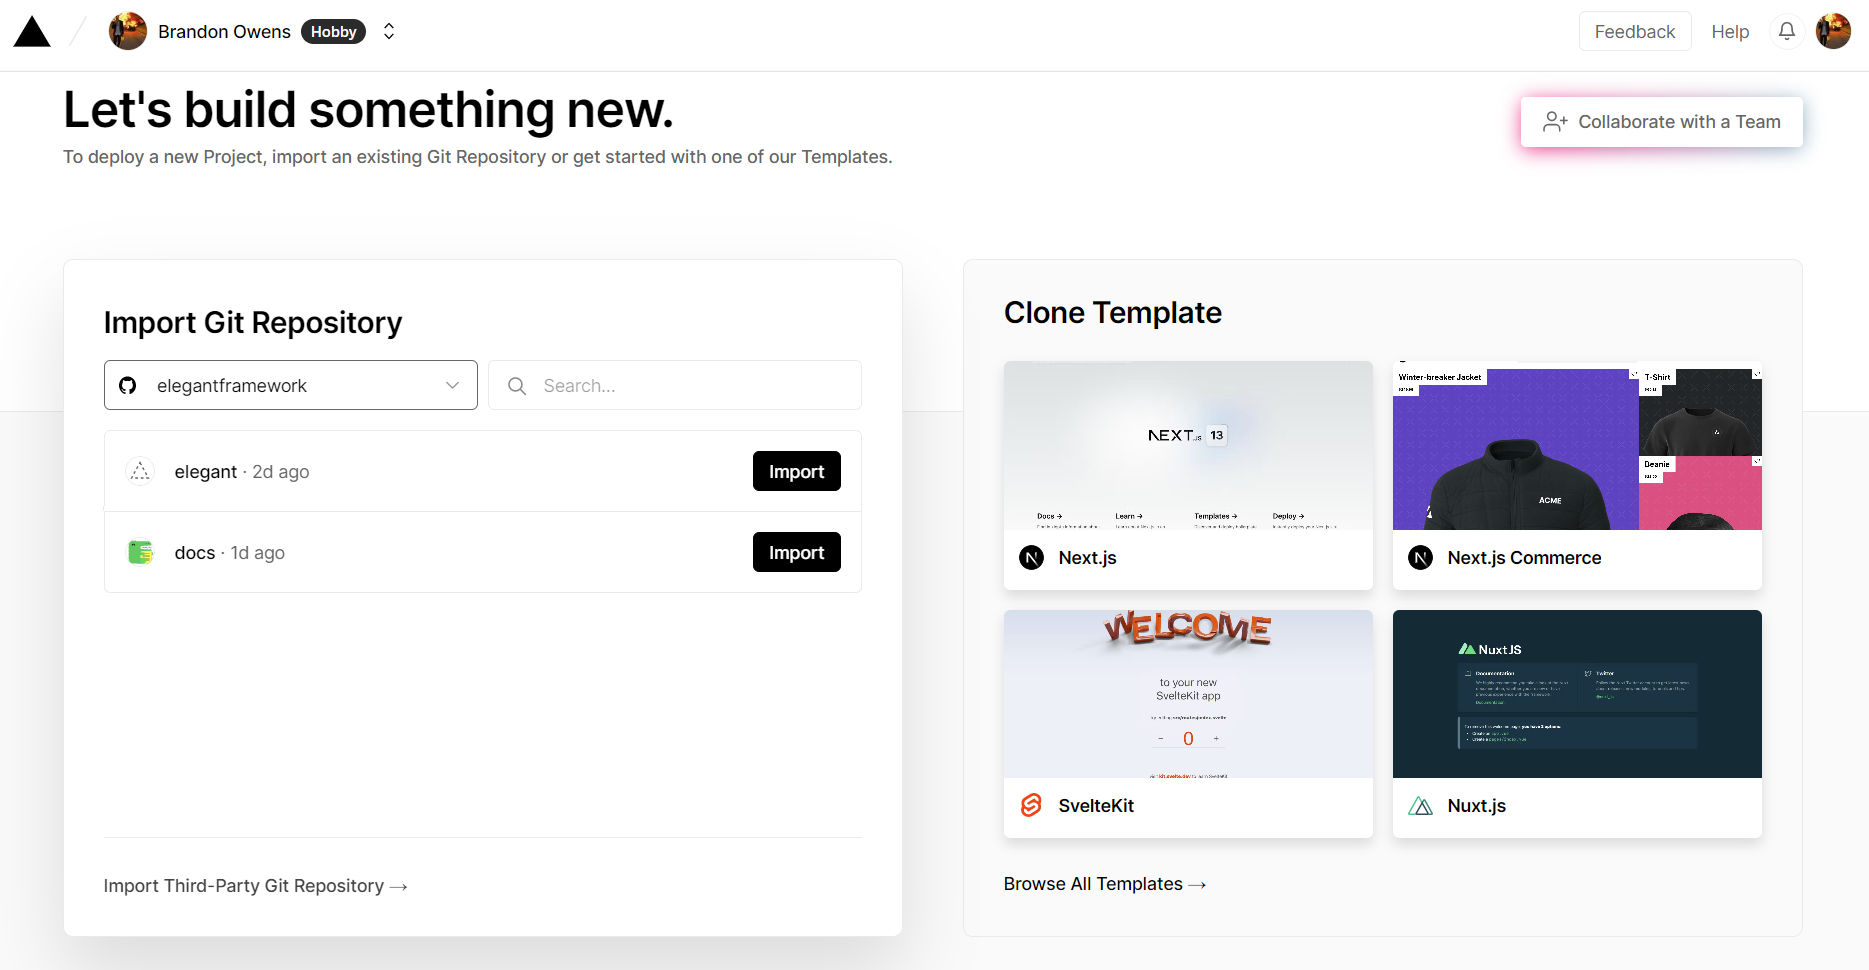 Brandon Owens Hobby
Feedback
Help
Let's build something new.
To deploy a new Project, import an existing Git Repository or get started with one of our Templates.
Collaborate with a Team
Import Git Repository
elegantframework
Search...
elegant · 2d ago
Import
docs · 1d ago
Import
Import Third-Party Git Repository →
Clone Template
NEXT.js 13
Docs →
Learn →
Templates →
Deploy →
Next.js
Winter-breaker Jacket
T-Shirt
Beanie
ACME
Next.js Commerce
WELCOME
to your new
SvelteKit app
− 0 +
SvelteKit
NuxtJS
Documentation
Twitter
Documentation
Nuxt.js
Browse All Templates →